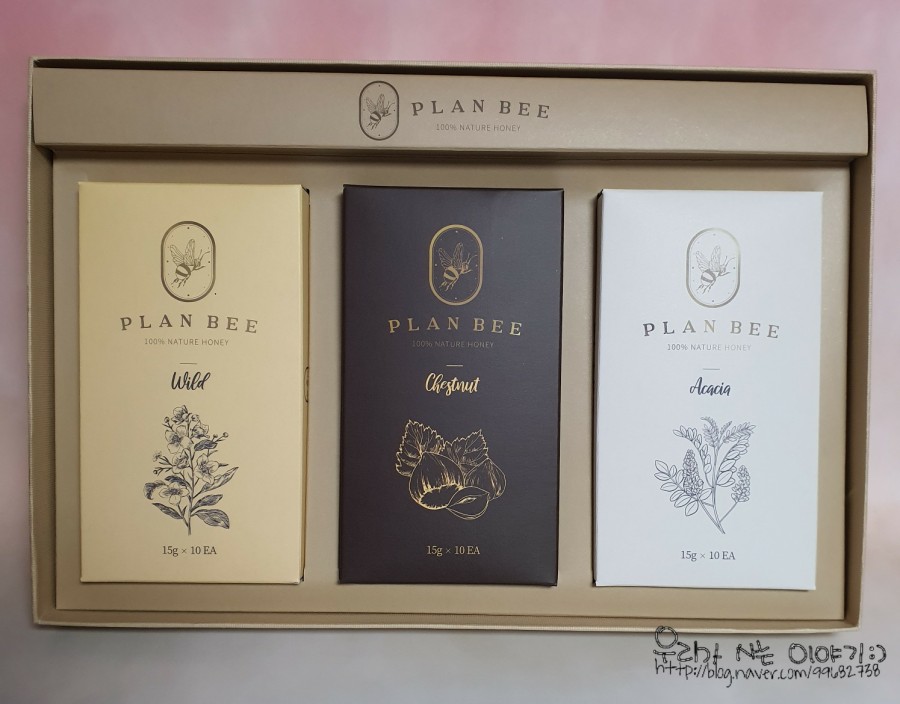 PLAN BEE
100% NATURE HONEY
PLAN BEE
100% NATURE HONEY
Wild
15g × 10 EA
PLAN BEE
100% NATURE HONEY
Chestnut
15g × 10 EA
PLAN BEE
100% NATURE HONEY
Acacia
15g × 10 EA
유리가 사는 이야기:)
http://blog.naver.com/99682738